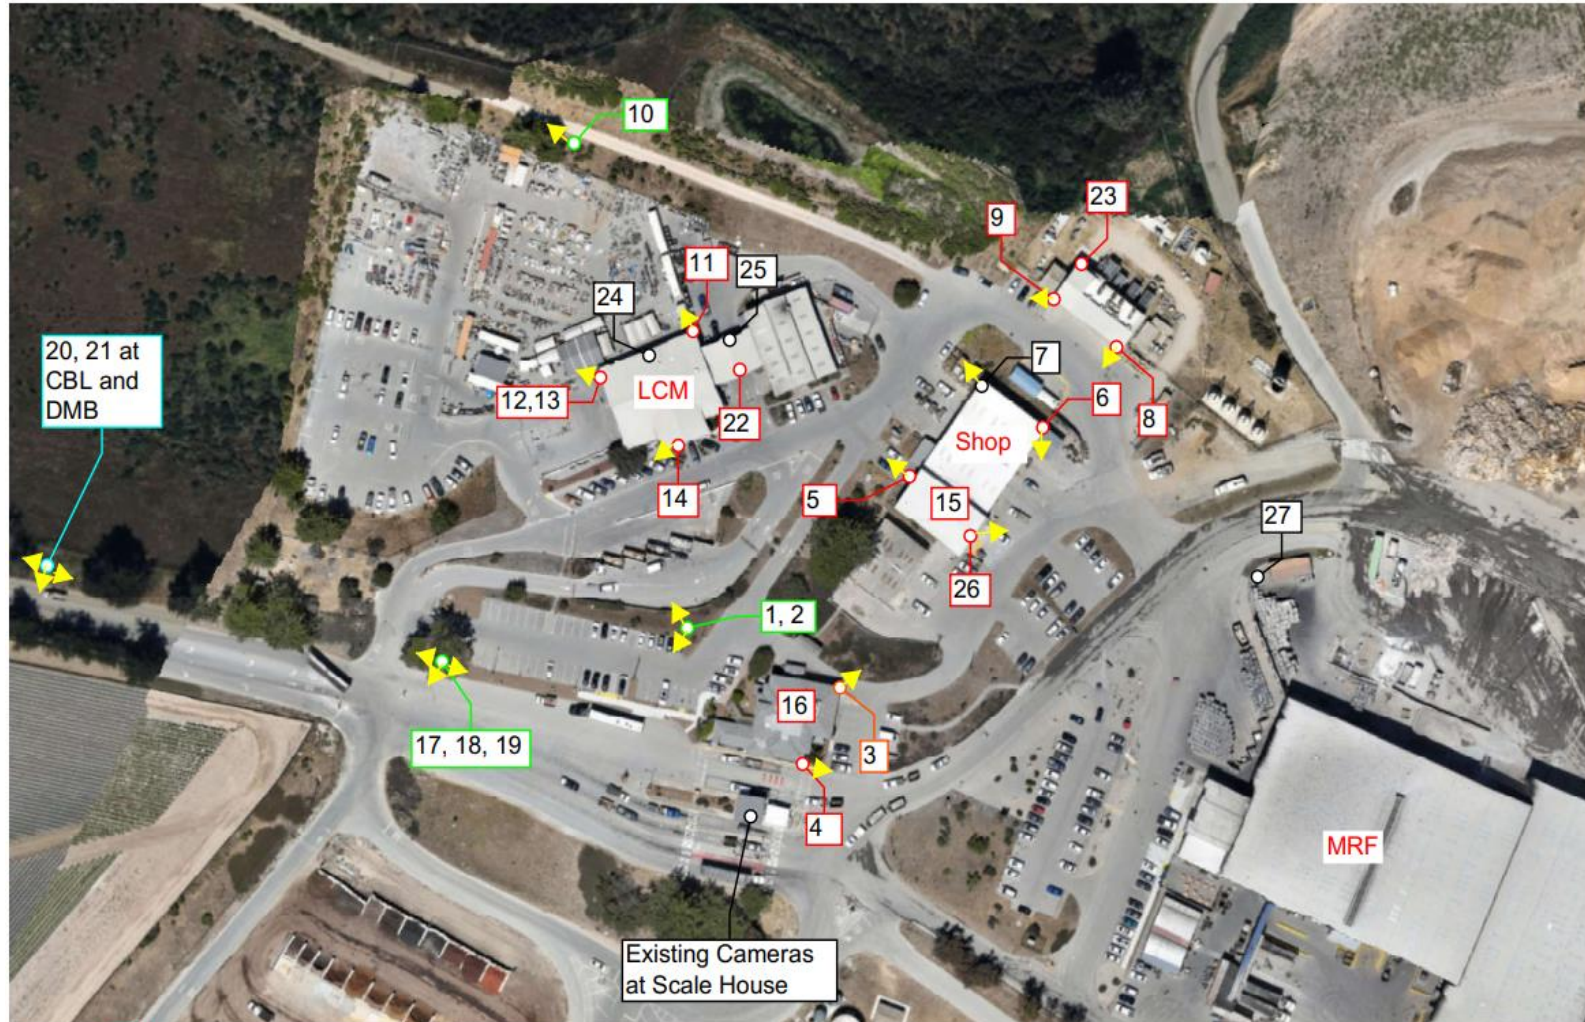 10
23
9
11
25
24
20, 21 at
CBL and
DMB
7
LCM
12,13
6
8
22
Shop
5
14
15
27
26
1, 2
16
17, 18, 19
3
4
MRF
Existing Cameras
at Scale House